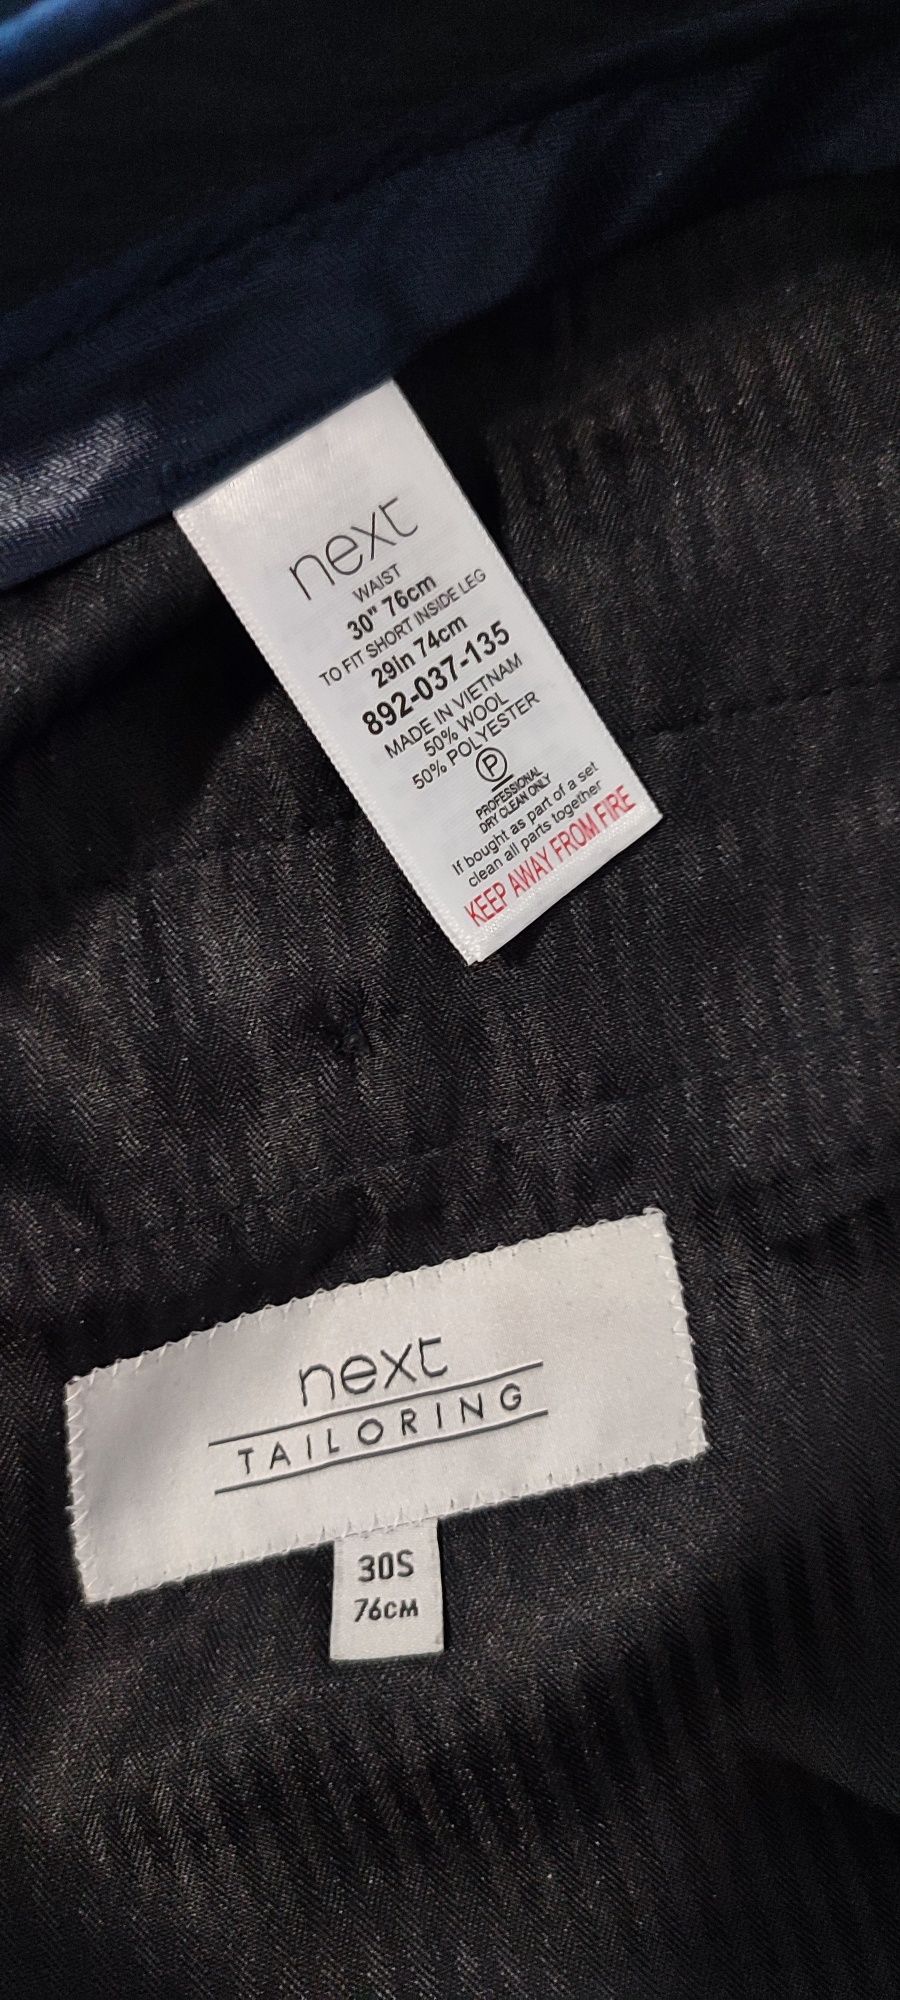 next
WAIST
30" 76cm
TO FIT SHORT INSIDE LEG
29In 74cm
892-037-135
MADE IN VIETNAM
50% WOOL
50% POLYESTER
P
PROFESSIONAL
DRY CLEAN ONLY
If bought as part of a set
clean all parts together
KEEP AWAY FROM FIRE
next
TAILORING
30S
76CM